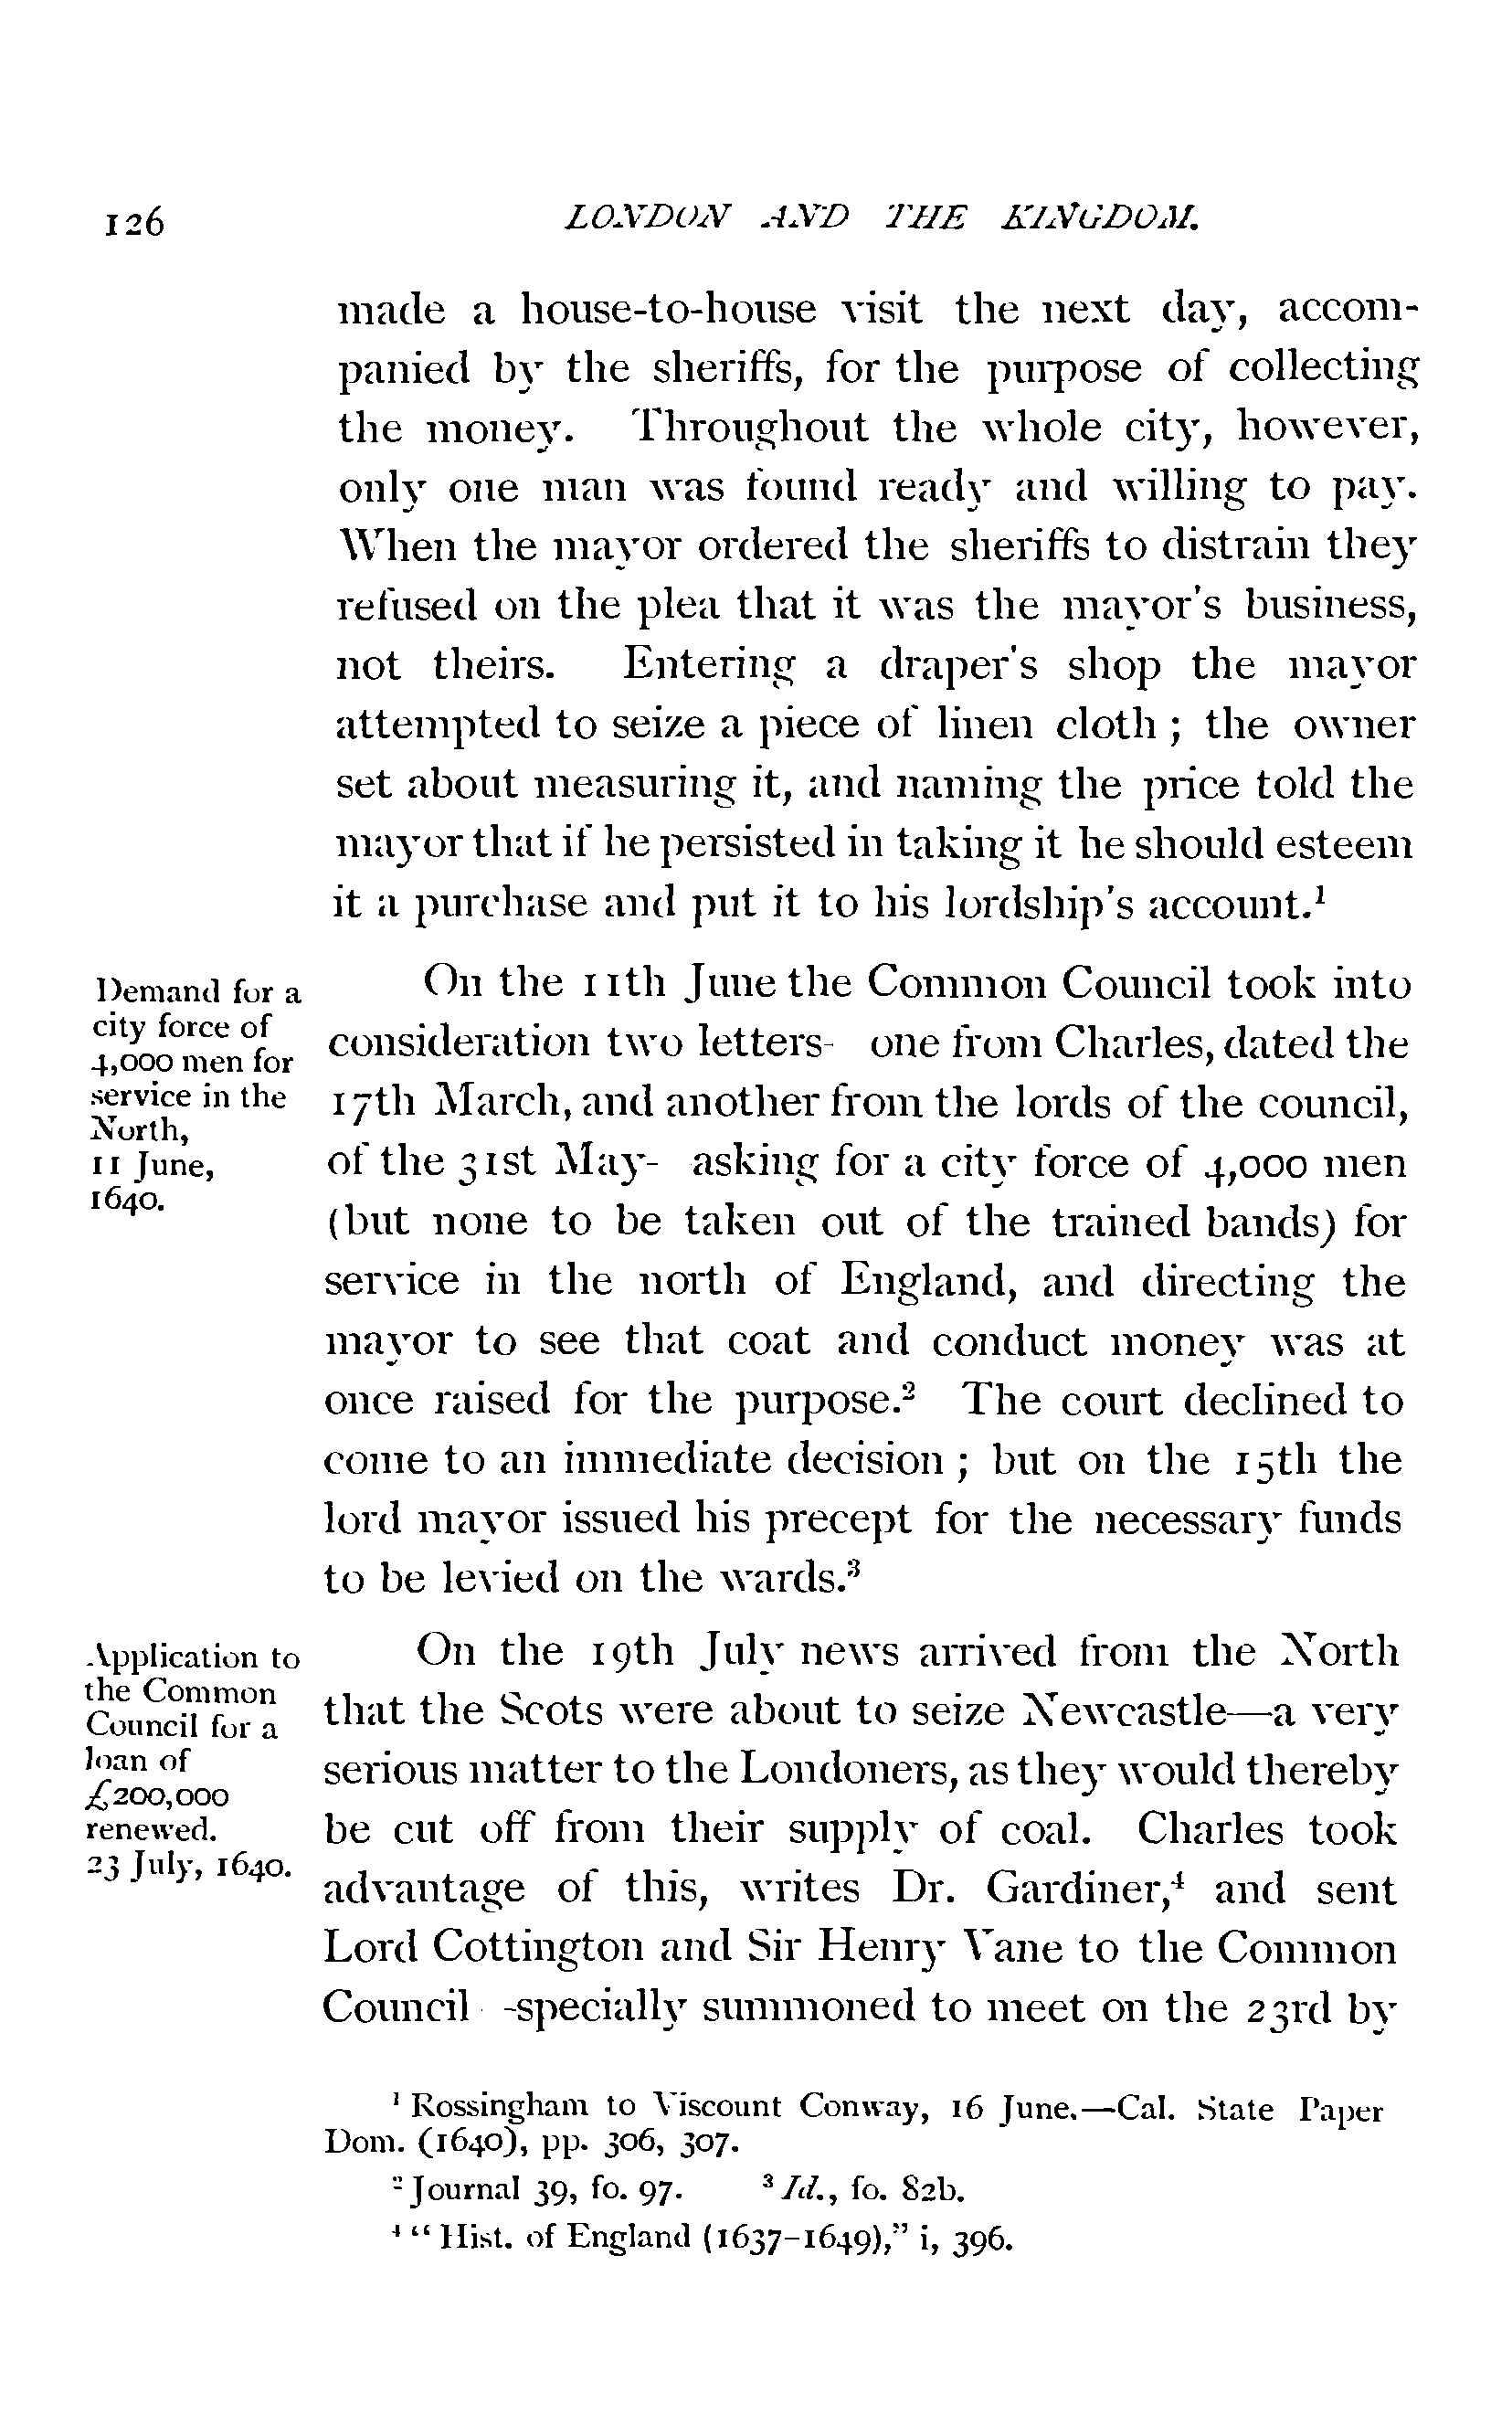 126
LONDON AND THE KINGDOM.
made a house-to-house visit the next day, accom-
panied by the sheriffs, for the purpose of collecting
the money. Throughout the whole city, however,
only one man was found ready and willing to pay.
When the mayor ordered the sheriffs to distrain they
refused on the plea that it was the mayor's business,
not theirs. Entering a draper's shop the mayor
attempted to seize a piece of linen cloth ; the owner
set about measuring it, and naming the price told the
mayor that if he persisted in taking it he should esteem
it a purchase and put it to his lordship's account.¹
Demand for a
city force of
4,000 men for
service in the
North,
11 June,
1640.
On the 11th June the Common Council took into
consideration two letters- one from Charles, dated the
17th March, and another from the lords of the council,
of the 31st May- asking for a city force of 4,000 men
(but none to be taken out of the trained bands) for
service in the north of England, and directing the
mayor to see that coat and conduct money was at
once raised for the purpose.² The court declined to
come to an immediate decision ; but on the 15th the
lord mayor issued his precept for the necessary funds
to be levied on the wards.³
Application to
the Common
Council for a
loan of
£200,000
renewed.
23 July, 1640.
On the 19th July news arrived from the North
that the Scots were about to seize Newcastle—a very
serious matter to the Londoners, as they would thereby
be cut off from their supply of coal. Charles took
advantage of this, writes Dr. Gardiner,⁴ and sent
Lord Cottington and Sir Henry Vane to the Common
Council -specially summoned to meet on the 23rd by
¹ Rossingham to Viscount Conway, 16 June.—Cal. State Paper
Dom. (1640), pp. 306, 307.
² Journal 39, fo. 97. ³ Id., fo. 82b.
⁴ “ Hist. of England (1637-1649),” i, 396.